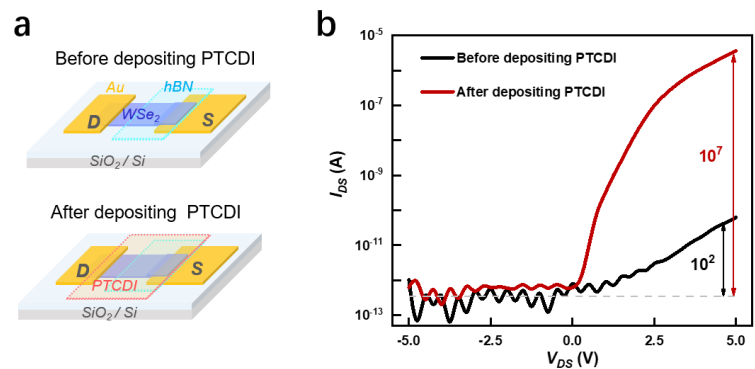 a
Before depositing PTCDI
Au
hBN
WSe₂
D
S
SiO₂ / Si
After depositing PTCDI
D
S
PTCDI
SiO₂ / Si
b
Before depositing PTCDI
After depositing PTCDI
10⁻⁵
10⁻⁷
10⁻⁹
10⁻¹¹
10⁻¹³
I_DS (A)
10⁷
10²
-5.0
-2.5
0.0
2.5
5.0
V_DS (V)